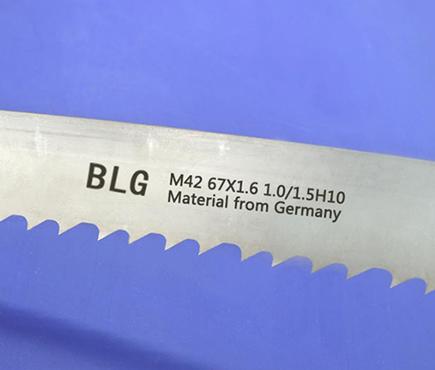 BLG M42 67X1.6 1.0/1.5H10
Material from Germany